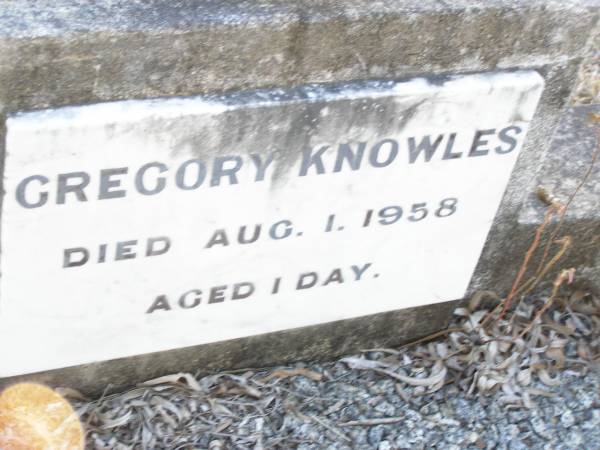 GREGORY KNOWLES
DIED AUG. 1. 1958
AGED 1 DAY.